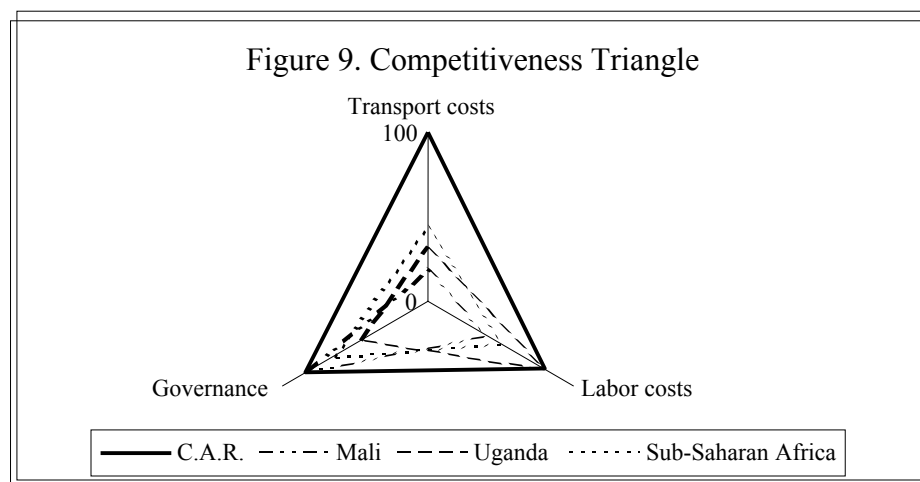 Figure 9. Competitiveness Triangle
Transport costs
100
0
Governance
Labor costs
C.A.R. Mali Uganda Sub-Saharan Africa